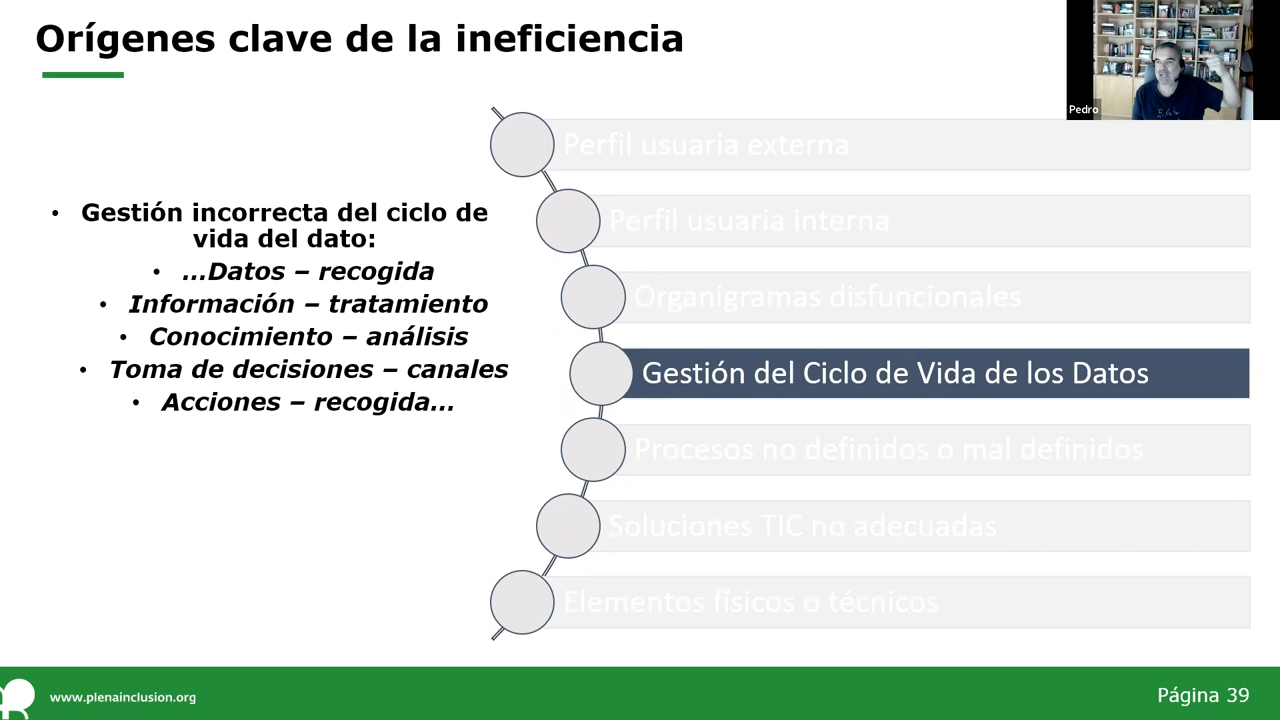 Orígenes clave de la ineficiencia
Pedro
• Gestión incorrecta del ciclo de
vida del dato:
• …Datos – recogida
• Información – tratamiento
• Conocimiento – análisis
• Toma de decisiones – canales
• Acciones – recogida…
Perfil usuaria externa
Perfil usuaria interna
Organigramas disfuncionales
Gestión del Ciclo de Vida de los Datos
Procesos no definidos o mal definidos
Soluciones TIC no adecuadas
Elementos físicos o técnicos
www.plenainclusion.org
Página 39